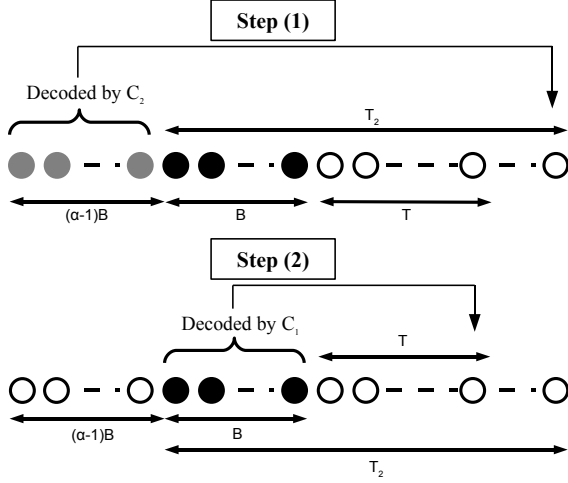 Step (1)
Decoded by C₂
T₂
(α-1)B
B
T
Step (2)
Decoded by C₁
T
(α-1)B
B
T₂